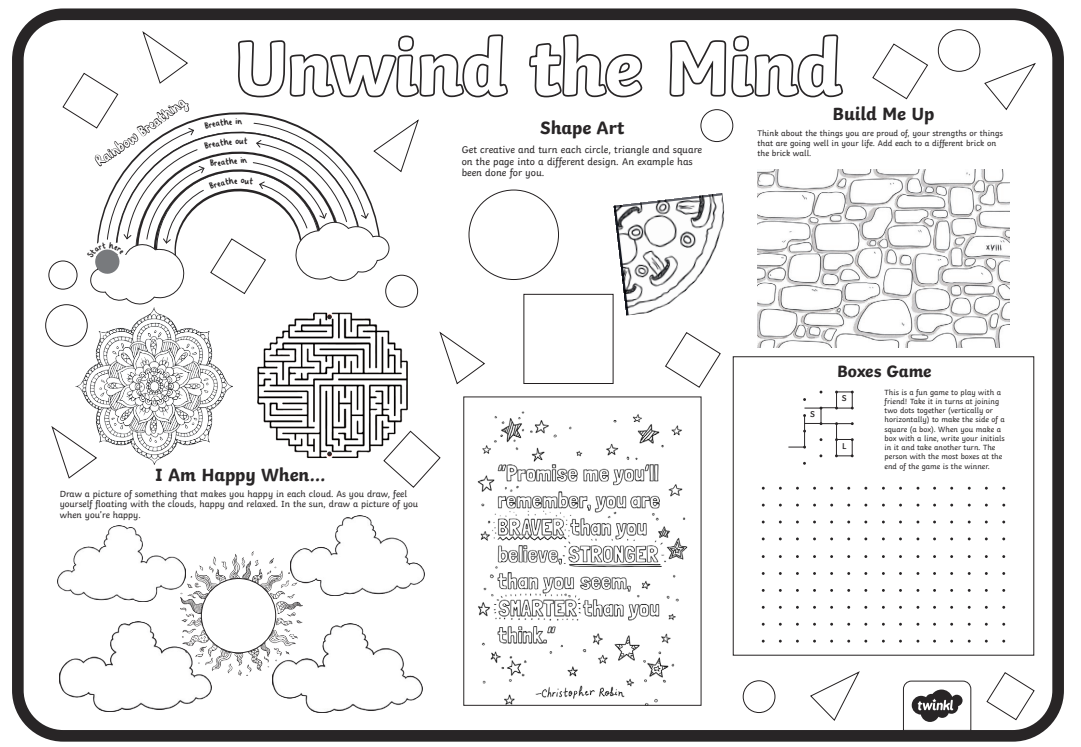 Unwind the Mind
Rainbow Breathing
Breathe in
Breathe out
Breathe in
Breathe out
Start here
Shape Art
Get creative and turn each circle, triangle and square
on the page into a different design. An example has
been done for you.
Build Me Up
Think about the things you are proud of, your strengths or things
that are going well in your life. Add each to a different brick on
the brick wall.
XVIII
I Am Happy When...
Draw a picture of something that makes you happy in each cloud. As you draw, feel
yourself floating with the clouds, happy and relaxed. In the sun, draw a picture of you
when you're happy.
"Promise me you'll
remember, you are
BRAVER than you
believe, STRONGER
than you seem,
SMARTER than you
think."
-Christopher Robin
Boxes Game
S
S
L
This is a fun game to play with a
friend! Take it in turns at joining
two dots together (vertically or
horizontally) to make the side of a
square (a box). When you make a
box with a line, write your initials
in it and take another turn. The
person with the most boxes at the
end of the game is the winner.
twinkl